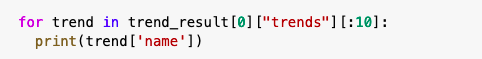 for trend in trend_result[0]["trends"][:10]:
  print(trend['name'])